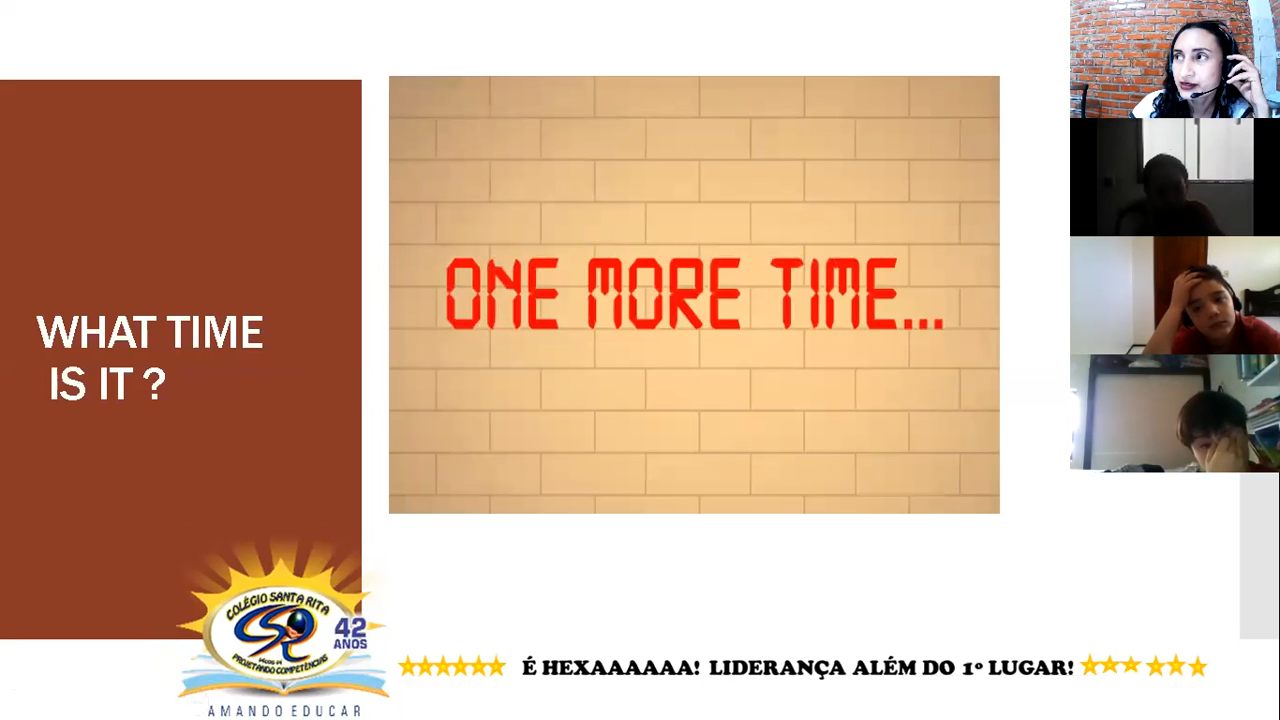 WHAT TIME
IS IT ?
ONE MORE TIME...
COLÉGIO SANTA RITA
CSR
42
ANOS
PROJETANDO COMPETÊNCIAS
AMANDO EDUCAR
É HEXAAAAAA! LIDERANÇA ALÉM DO 1º LUGAR!